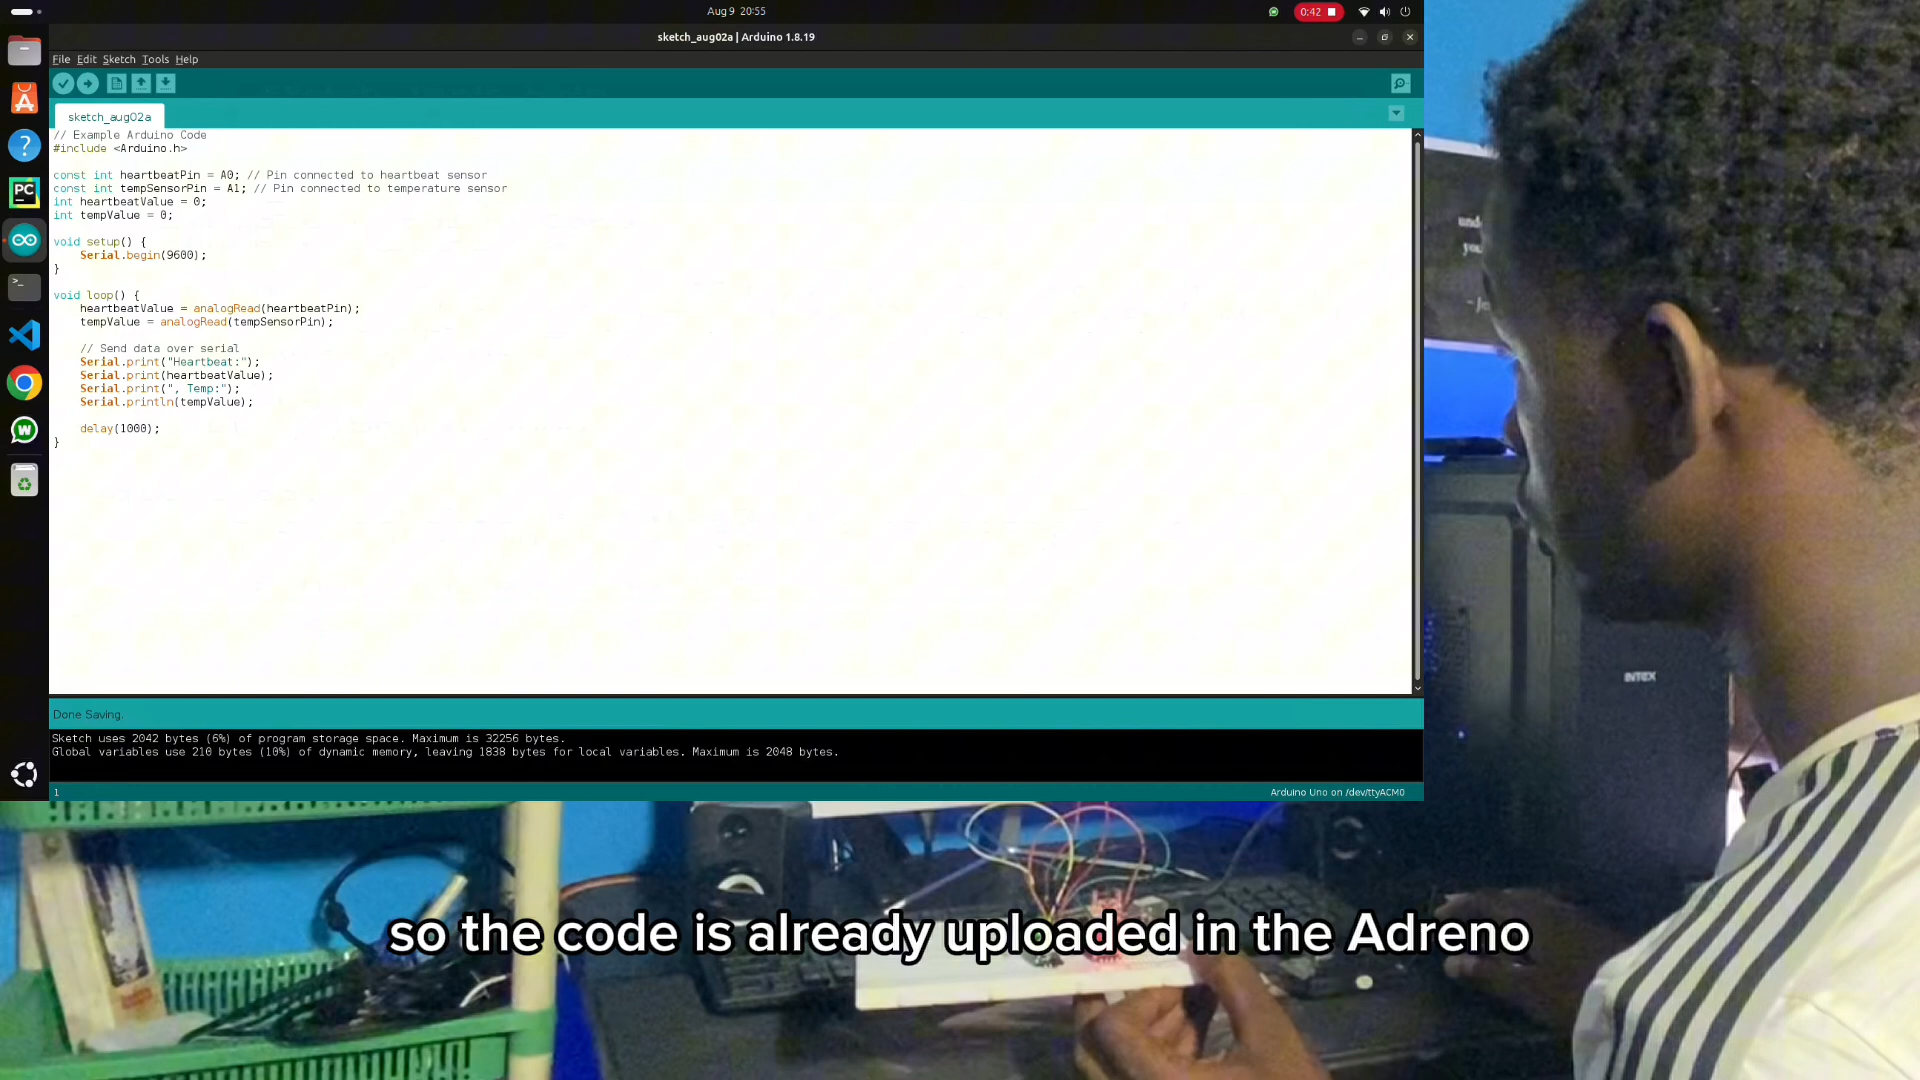 Aug 9 20:55
0:42
sketch_aug02a | Arduino 1.8.19
File Edit Sketch Tools Help
sketch_aug02a
// Example Arduino Code
#include <Arduino.h>
const int heartbeatPin = A0; // Pin connected to heartbeat sensor
const int tempSensorPin = A1; // Pin connected to temperature sensor
int heartbeatValue = 0;
int tempValue = 0;
void setup() {
Serial.begin(9600);
}
void loop() {
heartbeatValue = analogRead(heartbeatPin);
tempValue = analogRead(tempSensorPin);
// Send data over serial
Serial.print("Heartbeat:");
Serial.print(heartbeatValue);
Serial.print(", Temp:");
Serial.println(tempValue);
delay(1000);
}
Done Saving.
Sketch uses 2042 bytes (6%) of program storage space. Maximum is 32256 bytes.
Global variables use 210 bytes (10%) of dynamic memory, leaving 1838 bytes for local variables. Maximum is 2048 bytes.
1
Arduino Uno on /dev/ttyACM0
PC
W
INTEX
so the code is already uploaded in the Adreno